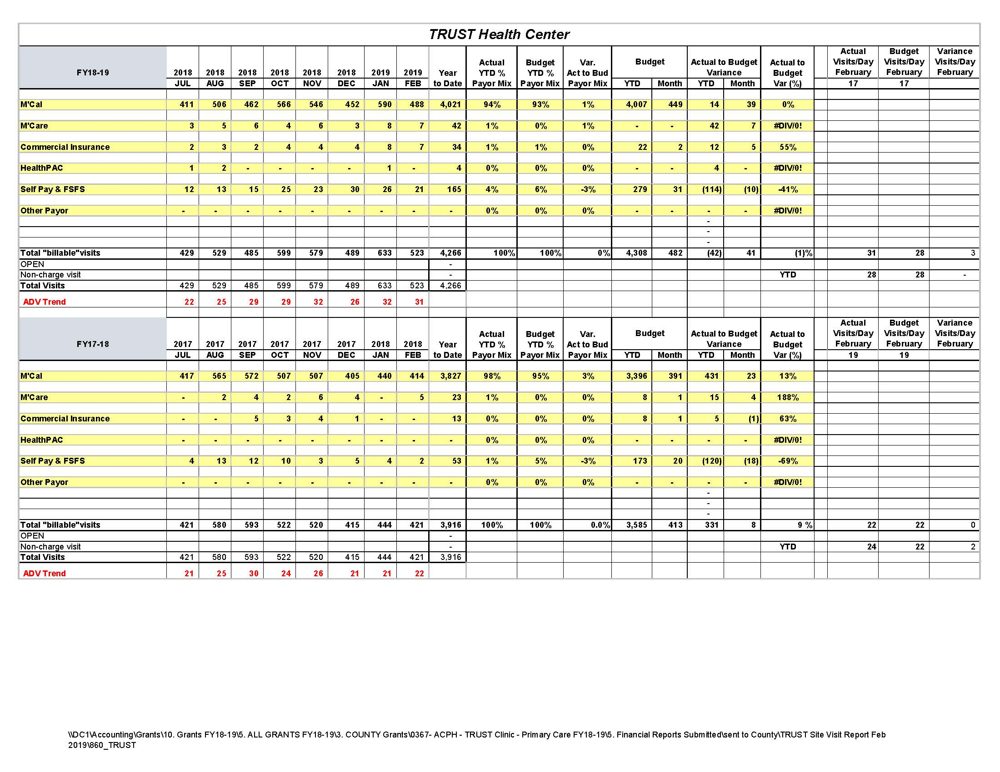 TRUST Health Center
FY18-19 2018 2018 2018 2018 2018 2018 2019 2019 Year to Date Actual YTD % Payor Mix Budget YTD % Payor Mix Var. Act to Bud Payor Mix Budget Actual to Budget Variance Actual to Budget Var (%) Actual Visits/Day February Budget Visits/Day February Variance Visits/Day February
JUL AUG SEP OCT NOV DEC JAN FEB YTD Month YTD Month 17 17
M'Cal 411 506 462 566 546 452 590 488 4,021 94% 93% 1% 4,007 449 14 39 0%
M'Care 3 5 6 4 6 3 8 7 42 1% 0% 1% - - 42 7 #DIV/0!
Commercial Insurance 2 3 2 4 4 4 8 7 34 1% 1% 0% 22 2 12 5 55%
HealthPAC 1 2 - - - - 1 - 4 0% 0% 0% - - 4 - #DIV/0!
Self Pay & FSFS 12 13 15 25 23 30 26 21 165 4% 6% -3% 279 31 (114) (10) -41%
Other Payor - - - - - - - - - 0% 0% 0% - - - - #DIV/0!
-
-
-
Total "billable"visits 429 529 485 599 579 489 633 523 4,266 100% 100% 0% 4,308 482 (42) 41 (1)% 31 28 3
OPEN -
Non-charge visit - YTD 28 28 -
Total Visits 429 529 485 599 579 489 633 523 4,266
ADV Trend 22 25 29 29 32 26 32 31
FY17-18 2017 2017 2017 2017 2017 2017 2018 2018 Year to Date Actual YTD % Payor Mix Budget YTD % Payor Mix Var. Act to Bud Payor Mix Budget Actual to Budget Variance Actual to Budget Var (%) Actual Visits/Day February Budget Visits/Day February Variance Visits/Day February
JUL AUG SEP OCT NOV DEC JAN FEB YTD Month YTD Month 19 19
M'Cal 417 565 572 507 507 405 440 414 3,827 98% 95% 3% 3,396 391 431 23 13%
M'Care - 2 4 2 6 4 - 5 23 1% 0% 0% 8 1 15 4 188%
Commercial Insurance - - 5 3 4 1 - - 13 0% 0% 0% 8 1 5 (1) 63%
HealthPAC - - - - - - - - - 0% 0% 0% - - - - #DIV/0!
Self Pay & FSFS 4 13 12 10 3 5 4 2 53 1% 5% -3% 173 20 (120) (18) -69%
Other Payor - - - - - - - - - 0% 0% 0% - - - - #DIV/0!
-
-
-
Total "billable"visits 421 580 593 522 520 415 444 421 3,916 100% 100% 0.0% 3,585 413 331 8 9 % 22 22 0
OPEN -
Non-charge visit - YTD 24 22 2
Total Visits 421 580 593 522 520 415 444 421 3,916
ADV Trend 21 25 30 24 26 21 21 22
\\DC1\Accounting\Grants\10. Grants FY18-19\5. ALL GRANTS FY18-19\3. COUNTY Grants\0367- ACPH - TRUST Clinic - Primary Care FY18-19\5. Financial Reports Submitted\sent to County\TRUST Site Visit Report Feb
2019\860_TRUST